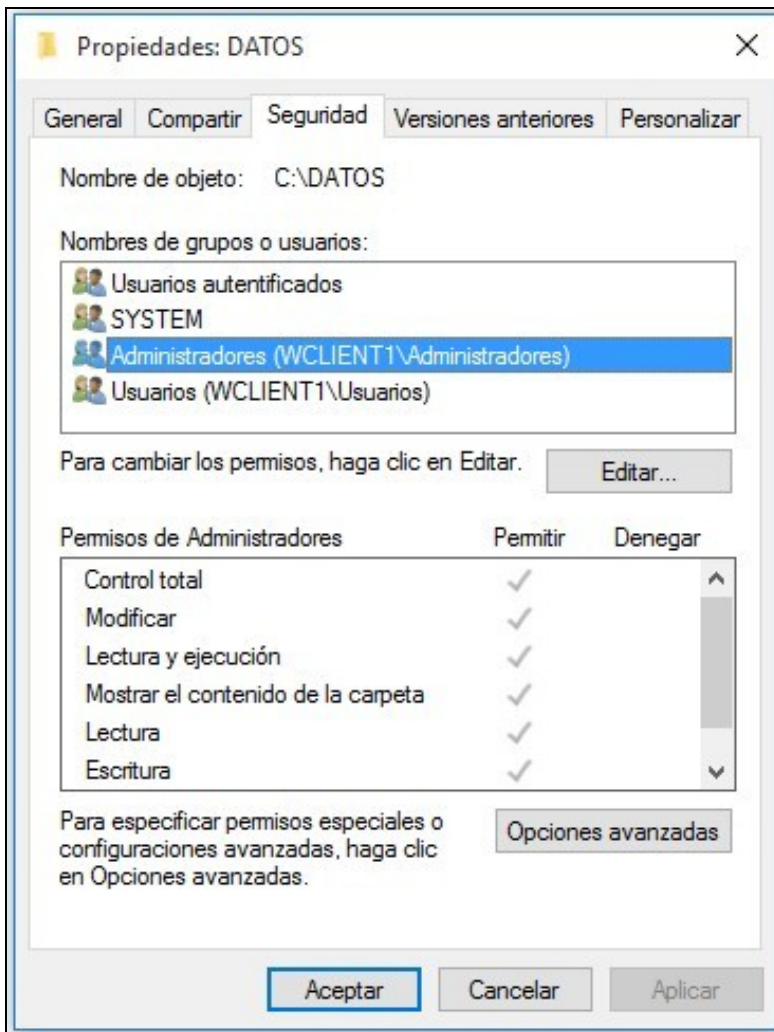 Propiedades: DATOS
General Compartir Seguridad Versiones anteriores Personalizar
Nombre de objeto: C:\DATOS
Nombres de grupos o usuarios:
Usuarios autentificados
SYSTEM
Administradores (WCLIENT1\Administradores)
Usuarios (WCLIENT1\Usuarios)
Para cambiar los permisos, haga clic en Editar. Editar...
Permisos de Administradores Permitir Denegar
Control total
Modificar
Lectura y ejecución
Mostrar el contenido de la carpeta
Lectura
Escritura
Para especificar permisos especiales o
configuraciones avanzadas, haga clic
en Opciones avanzadas.
Opciones avanzadas
Aceptar Cancelar Aplicar